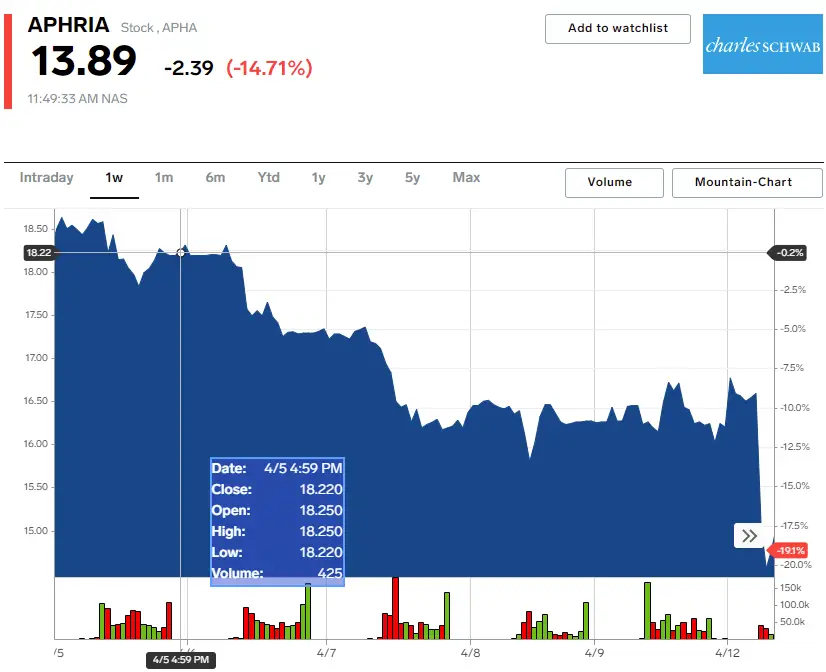 APHRIA Stock , APHA
13.89 -2.39 (-14.71%)
11:49:33 AM NAS
Add to watchlist
charles SCHWAB
Intraday 1w 1m 6m Ytd 1y 3y 5y Max
Volume Mountain-Chart
18.50
18.22 -0.2%
18.00
-2.5%
17.50
-5.0%
17.00
-7.5%
16.50
-10.0%
16.00
-12.5%
15.50
-15.0%
15.00
-17.5%
-19.1%
-20.0%
Date: 4/5 4:59 PM
Close: 18.220
Open: 18.250
High: 18.250
Low: 18.220
Volume: 425
150k
100.0k
50.0k
/5 /6 4/7 4/8 4/9 4/12
4/5 4:59 PM